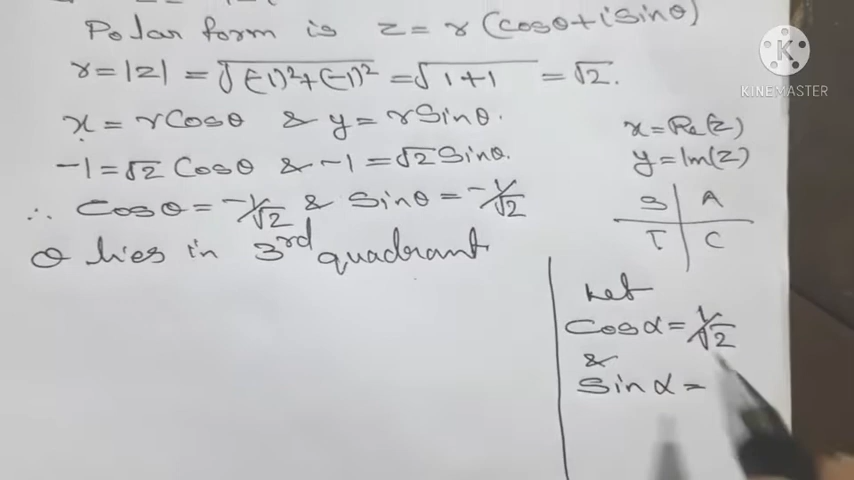 Polar form is z = r (cosθ + i sinθ)
r = |z| = √(-1)²+(-1)² = √1+1 = √2.
x = r Cosθ & y = r Sinθ.
-1 = √2 Cosθ & -1 = √2 Sinθ.
∴ Cosθ = -1/√2 & Sinθ = -1/√2
θ lies in 3rd quadrant
K
KINEMASTER
x = Re(z)
y = Im(z)
S A
T C
Let
Cosα = 1/√2
&
Sinα =